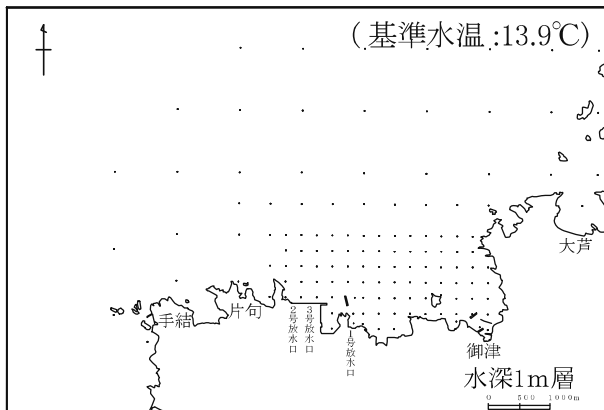 (基準水温:13.9℃)
大芦
片句
手結
2号放水口
3号放水口
1号放水口
御津
水深1m層
0 500 1000m